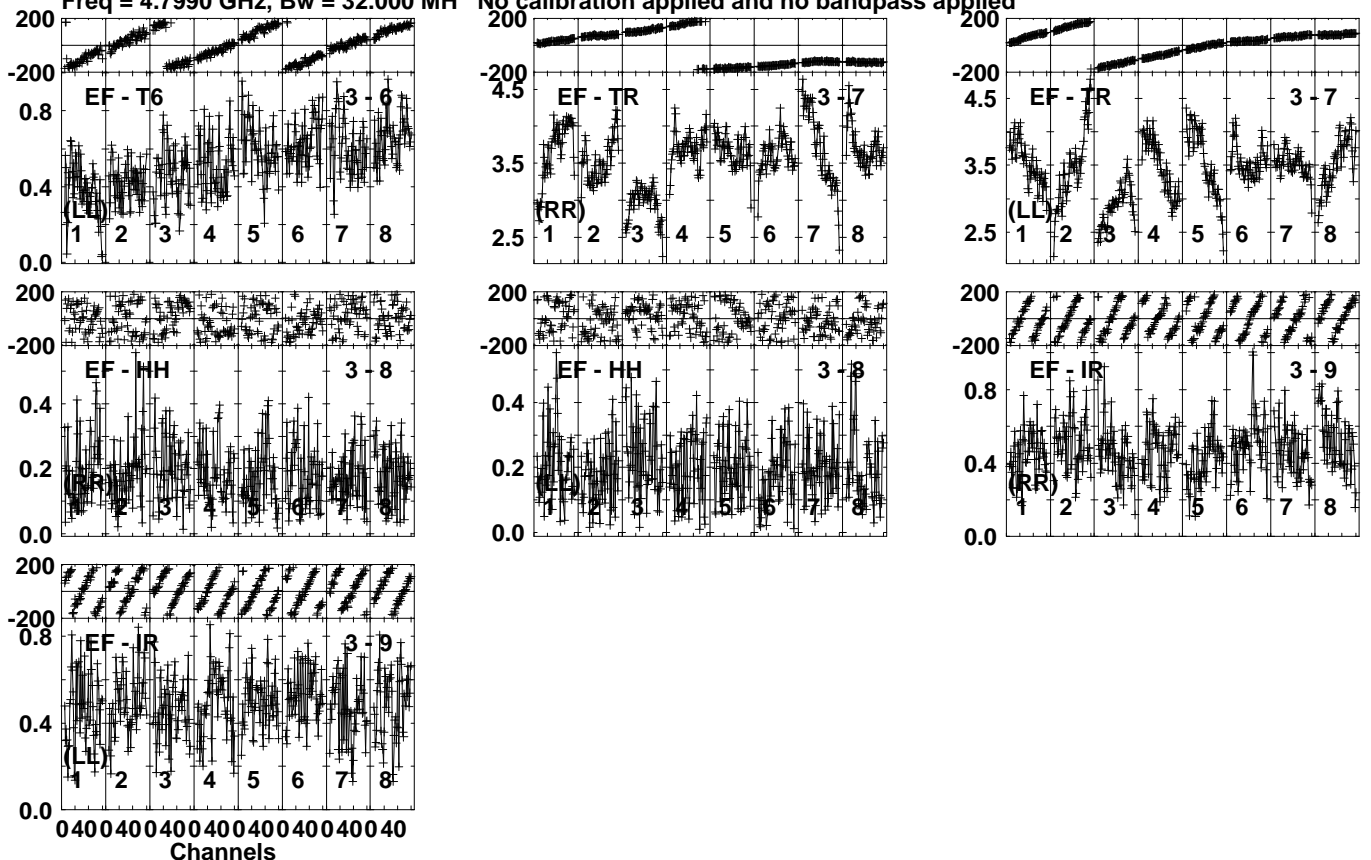 Freq = 4.7990 GHz, Bw = 32.000 MH No calibration applied and no bandpass applied
200
-200
EF - T6 3 - 6
0.8
0.4
0.0
(LL)
1 2 3 4 5 6 7 8
200
-200
EF - TR 3 - 7
4.5
3.5
2.5
(RR)
1 2 3 4 5 6 7 8
200
-200
EF - TR 3 - 7
4.5
3.5
2.5
(LL)
1 2 3 4 5 6 7 8
200
-200
EF - HH 3 - 8
0.4
0.2
0.0
(RR)
1 2 3 4 5 6 7 8
200
-200
EF - HH 3 - 8
0.4
0.2
0.0
(LL)
1 2 3 4 5 6 7 8
200
-200
EF - IR 3 - 9
0.8
0.4
0.0
(RR)
1 2 3 4 5 6 7 8
200
-200
EF - IR 3 - 9
0.8
0.4
0.0
(LL)
1 2 3 4 5 6 7 8
0 40 0 40 0 40 0 40 0 40 0 40 0 40 0 40
Channels